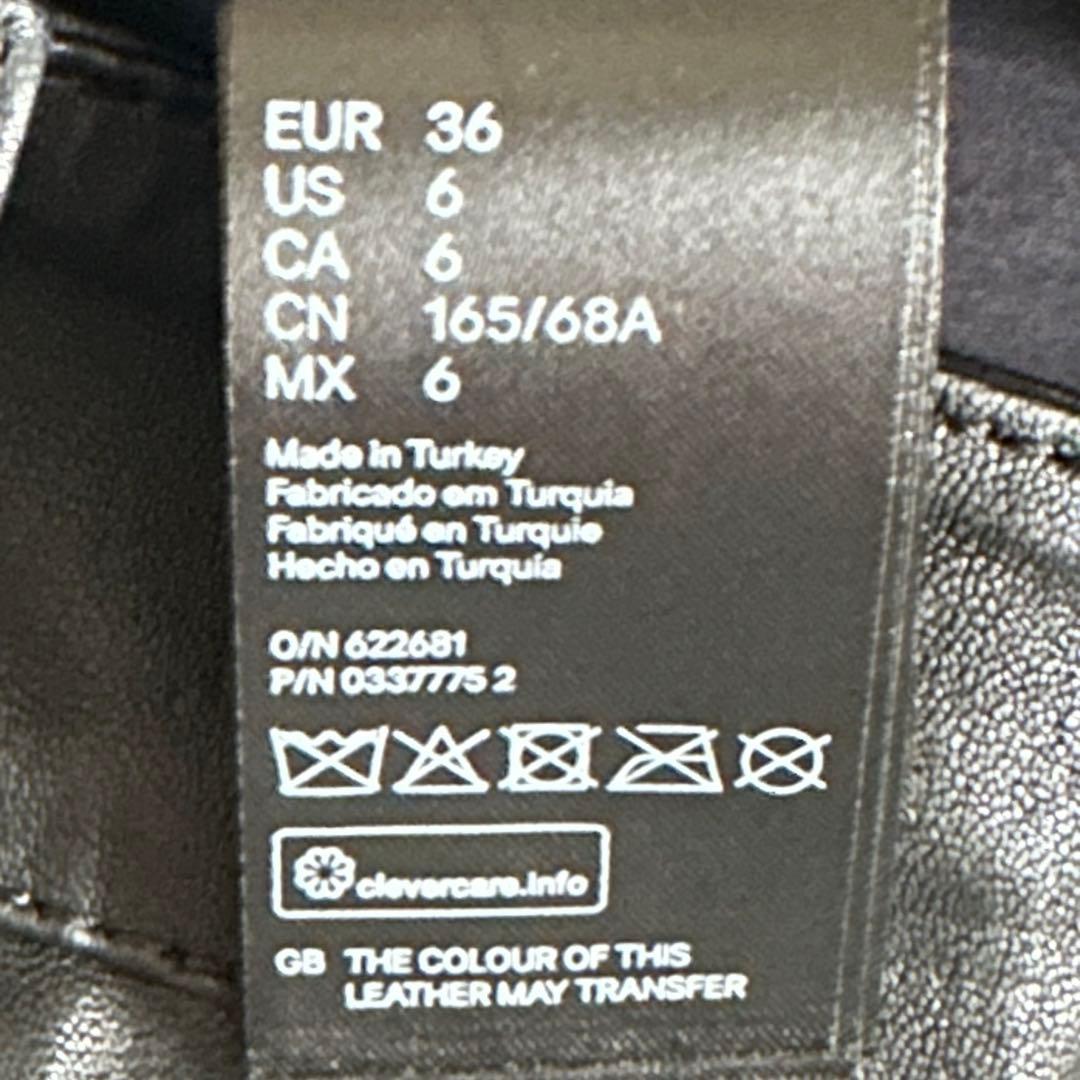 EUR 36
US 6
CA 6
CN 165/68A
MX 6
Made in Turkey
Fabricado em Turquia
Fabriqué en Turquie
Hecho en Turquía
O/N 622681
P/N 0337775 2
clevercare.info
GB THE COLOUR OF THIS
LEATHER MAY TRANSFER